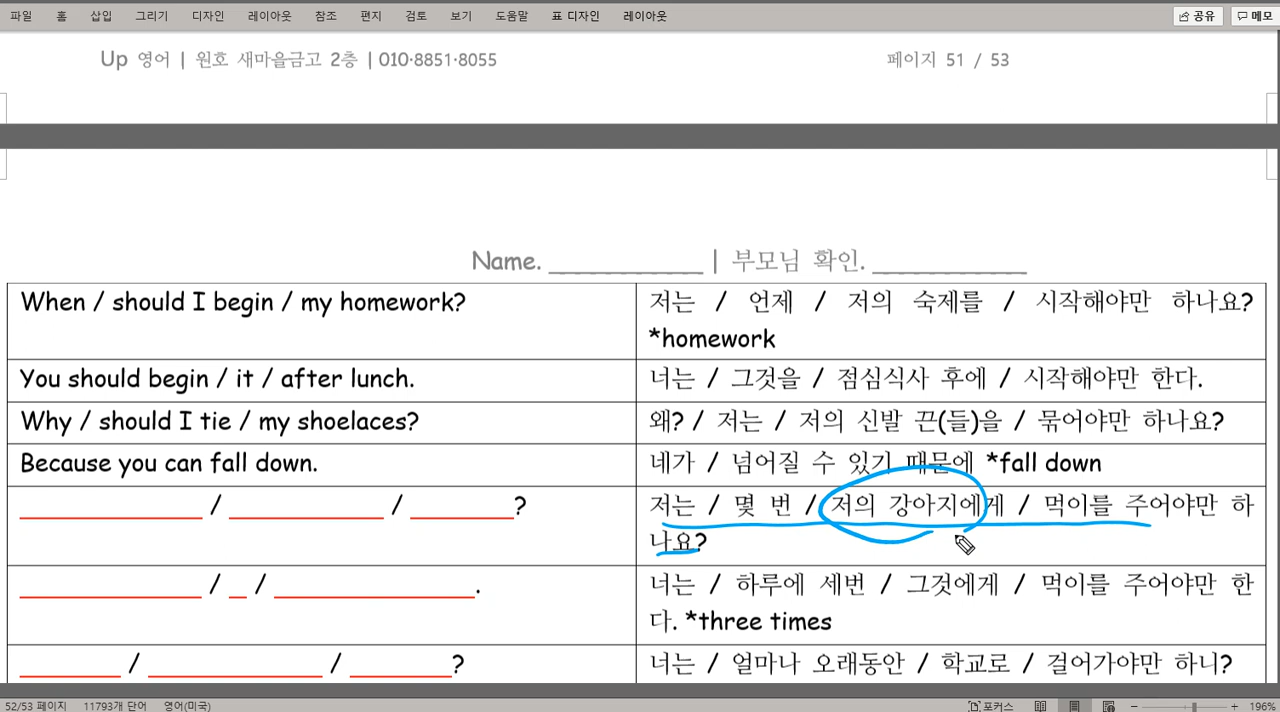 파일 홈 삽입 그리기 디자인 레이아웃 참조 편지 검토 보기 도움말 표 디자인 레이아웃 공유 메모
Up 영어 | 원호 새마을금고 2층 | 010·8851·8055 페이지 51 / 53
Name. ____________ | 부모님 확인. ____________
When / should I begin / my homework?
저는 / 언제 / 저의 숙제를 / 시작해야만 하나요?
*homework
You should begin / it / after lunch.
너는 / 그것을 / 점심식사 후에 / 시작해야만 한다.
Why / should I tie / my shoelaces?
왜? / 저는 / 저의 신발 끈(들)을 / 묶어야만 하나요?
Because you can fall down.
네가 / 넘어질 수 있기 때문에 *fall down
______________ / ____________ / ________?
저는 / 몇 번 / 저의 강아지에게 / 먹이를 주어야만 하
나요?
______________ / _ / ________________.
너는 / 하루에 세번 / 그것에게 / 먹이를 주어야만 한
다. *three times
________ / ______________ / ________?
너는 / 얼마나 오래동안 / 학교로 / 걸어가야만 하니?
52/53 페이지 11793개 단어 영어(미국) 포커스 196%